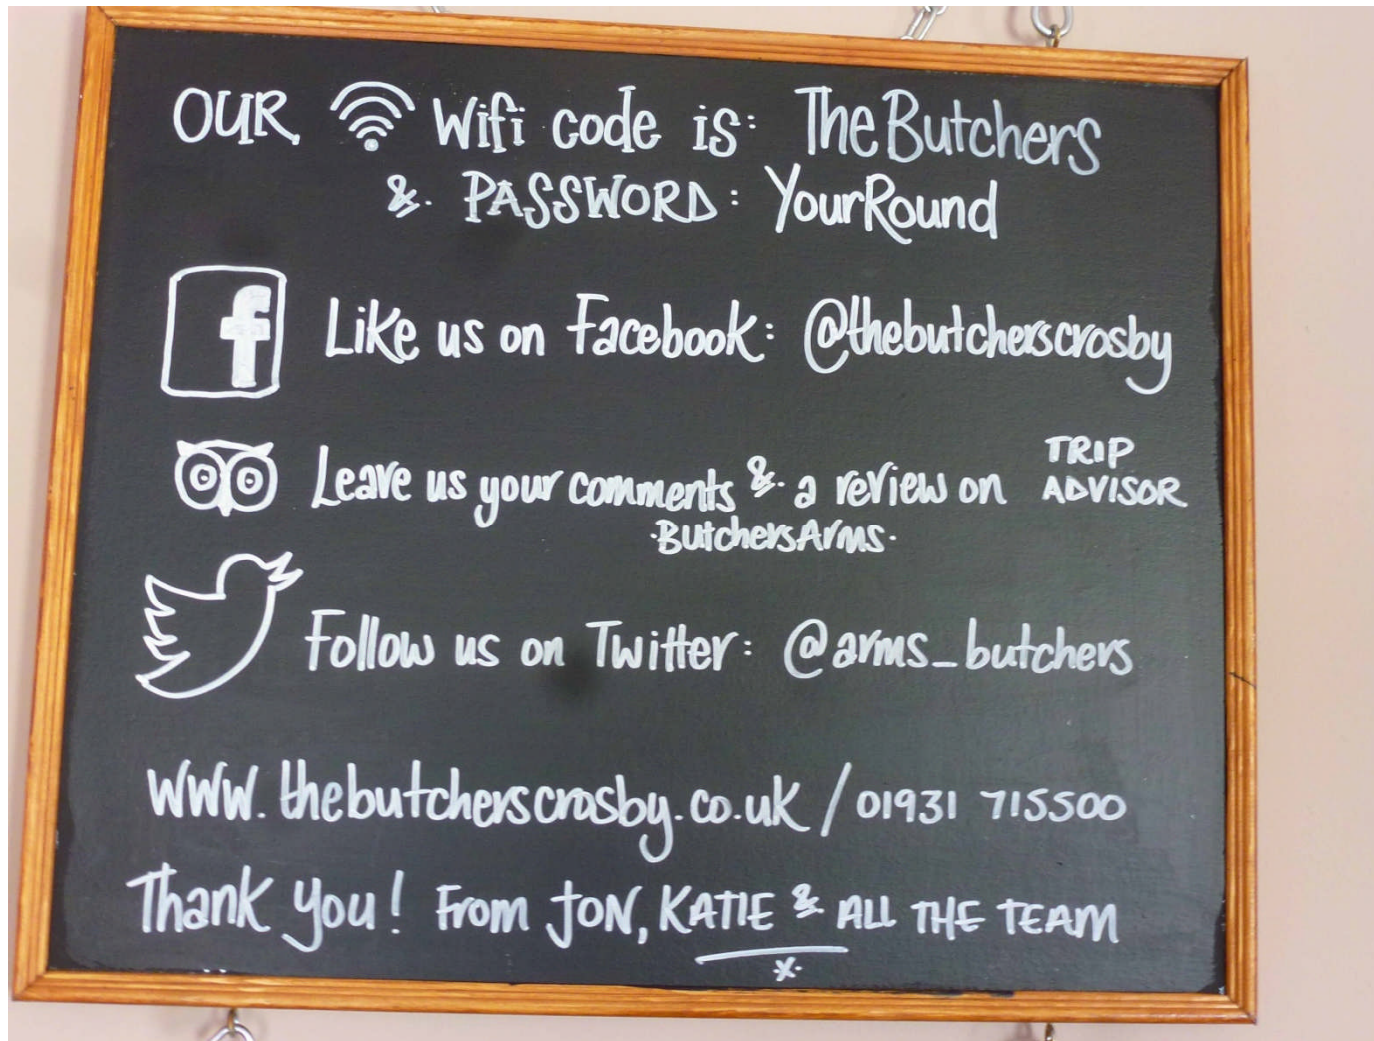 OUR Wifi code is: The Butchers
& PASSWORD: YourRound
f Like us on Facebook: @thebutcherscrosby
Leave us your comments & a review on TRIP ADVISOR
·ButchersArms·
Follow us on Twitter: @arms_butchers
www.thebutcherscrosby.co.uk / 01931 715500
Thank you! From JON, KATIE & ALL THE TEAM
x